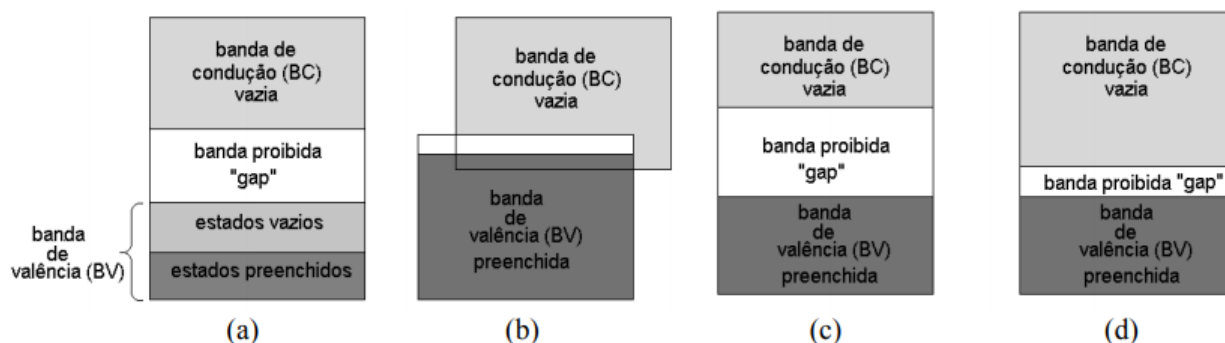 banda de
condução (BC)
vazia
banda proibida
"gap"
estados vazios
estados preenchidos
banda
de
valência (BV)
(a)
banda de
condução (BC)
vazia
banda
de
valência (BV)
preenchida
(b)
banda de
condução (BC)
vazia
banda proibida
"gap"
banda
de
valência (BV)
preenchida
(c)
banda de
condução (BC)
vazia
banda proibida "gap"
banda
de
valência (BV)
preenchida
(d)